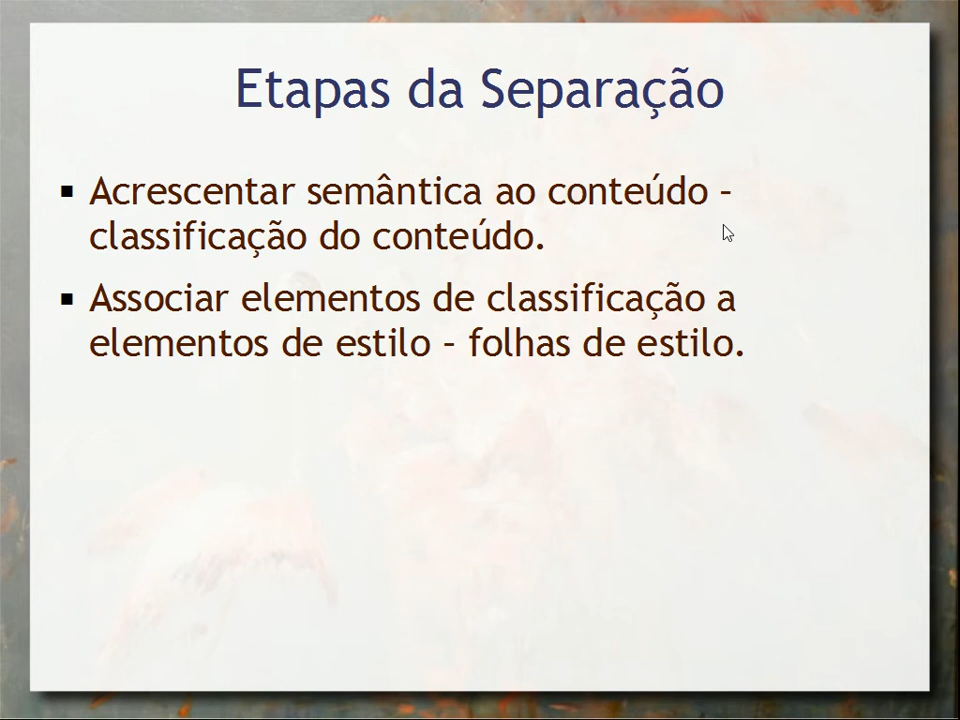 Etapas da Separação
▪ Acrescentar semântica ao conteúdo –
classificação do conteúdo.
▪ Associar elementos de classificação a
elementos de estilo – folhas de estilo.